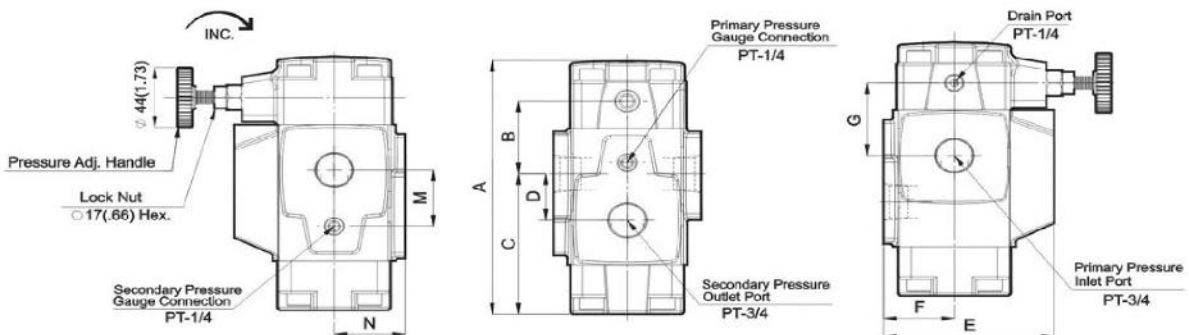 INC.
Ø 44(1.73)
Pressure Adj. Handle
Lock Nut
○17(.66) Hex.
Secondary Pressure
Gauge Connection
PT-1/4
M
N
Primary Pressure
Gauge Connection
PT-1/4
A
B
C
D
Secondary Pressure
Outlet Port
PT-3/4
Drain Port
PT-1/4
G
Primary Pressure
Inlet Port
PT-3/4
F
E